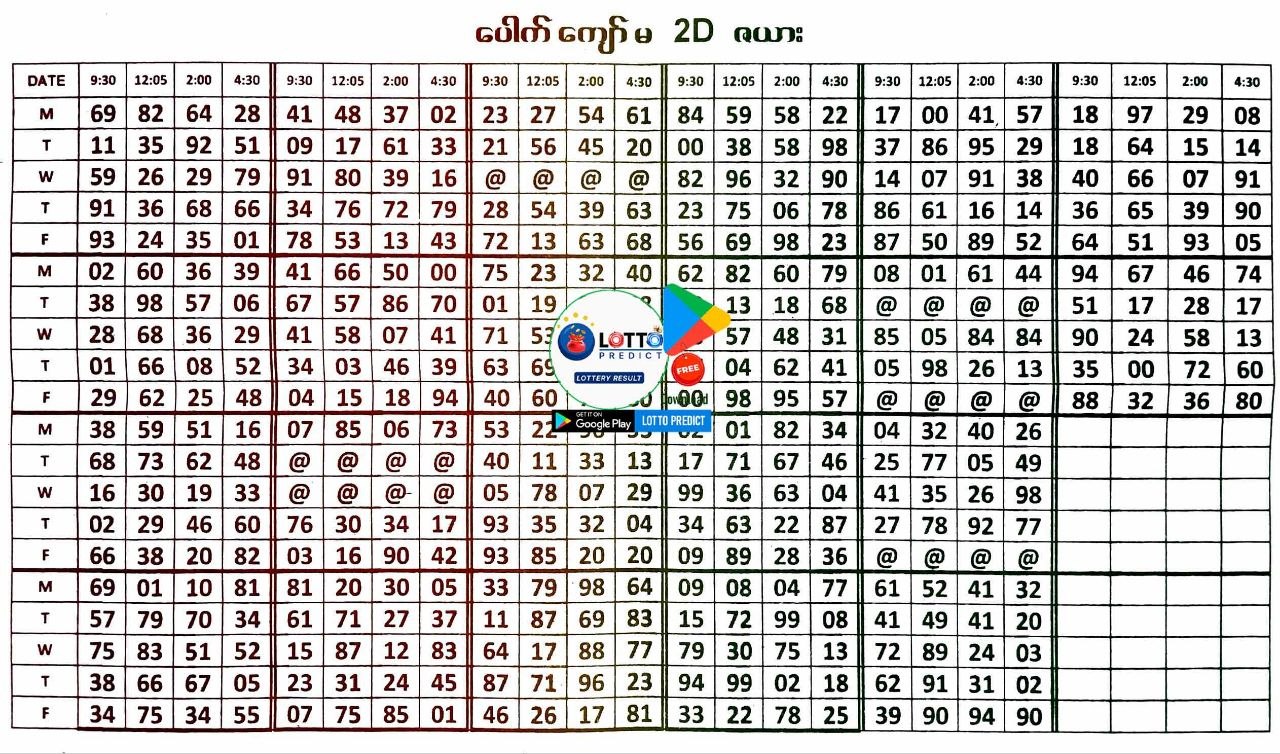 ပေါက် ကျော် မ 2D ဇယား
DATE 9:30 12:05 2:00 4:30 9:30 12:05 2:00 4:30 9:30 12:05 2:00 4:30 9:30 12:05 2:00 4:30 9:30 12:05 2:00 4:30 9:30 12:05 2:00 4:30
M 69 82 64 28 41 48 37 02 23 27 54 61 84 59 58 22 17 00 41 57 18 97 29 08
T 11 35 92 51 09 17 61 33 21 56 45 20 00 38 58 98 37 86 95 29 18 64 15 14
W 59 26 29 79 91 80 39 16 @ @ @ @ 82 96 32 90 14 07 91 38 40 66 07 91
T 91 36 68 66 34 76 72 79 28 54 39 63 23 75 06 78 86 61 16 14 36 65 39 90
F 93 24 35 01 78 53 13 43 72 13 63 68 56 69 98 23 87 50 89 52 64 51 93 05
M 02 60 36 39 41 66 50 00 75 23 32 40 62 82 60 79 08 01 61 44 94 67 46 74
T 38 98 57 06 67 57 86 70 01 19 13 18 68 @ @ @ @ 51 17 28 17
W 28 68 36 29 41 58 07 41 71 53 57 48 31 85 05 84 84 90 24 58 13
T 01 66 08 52 34 03 46 39 63 69 04 62 41 05 98 26 13 35 00 72 60
F 29 62 25 48 04 15 18 94 40 60 00 98 95 57 @ @ @ @ 88 32 36 80
LOTTO
PREDICT
LOTTERY RESULT
FREE
GET IT ON
Google Play LOTTO PREDICT
M 38 59 51 16 07 85 06 73 53 22 01 82 34 04 32 40 26
T 68 73 62 48 @ @ @ @ 40 11 33 13 17 71 67 46 25 77 05 49
W 16 30 19 33 @ @ @ @ 05 78 07 29 99 36 63 04 41 35 26 98
T 02 29 46 60 76 30 34 17 93 35 32 04 34 63 22 87 27 78 92 77
F 66 38 20 82 03 16 90 42 93 85 20 20 09 89 28 36 @ @ @ @
M 69 01 10 81 81 20 30 05 33 79 98 64 09 08 04 77 61 52 41 32
T 57 79 70 34 61 71 27 37 11 87 69 83 15 72 99 08 41 49 41 20
W 75 83 51 52 15 87 12 83 64 17 88 77 79 30 75 13 72 89 24 03
T 38 66 67 05 23 31 24 45 87 71 96 23 94 99 02 18 62 91 31 02
F 34 75 34 55 07 75 85 01 46 26 17 81 33 22 78 25 39 90 94 90